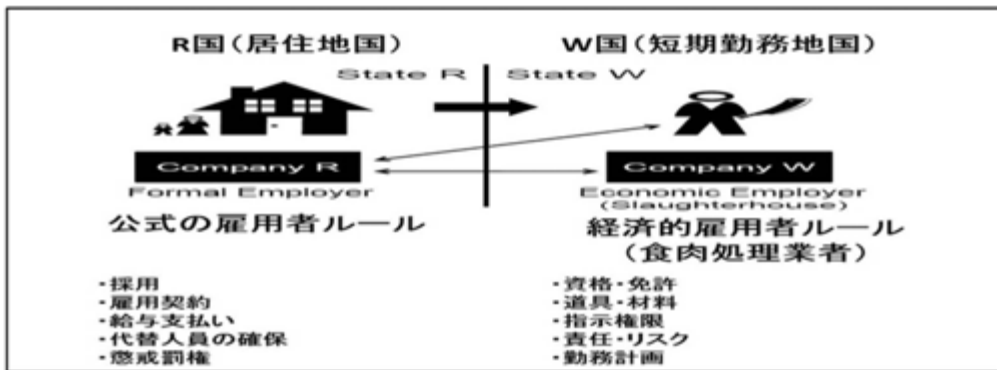 R国(居住地国)
W国(短期勤務地国)
State R
State W
Company R
Company W
Formal Employer
Economic Employer
(Slaughterhouse)
公式の雇用者ルール
経済的雇用者ルール
(食肉処理業者)
・採用
・雇用契約
・給与支払い
・代替人員の確保
・懲戒罰権
・資格・免許
・道具・材料
・指示権限
・責任・リスク
・勤務計画